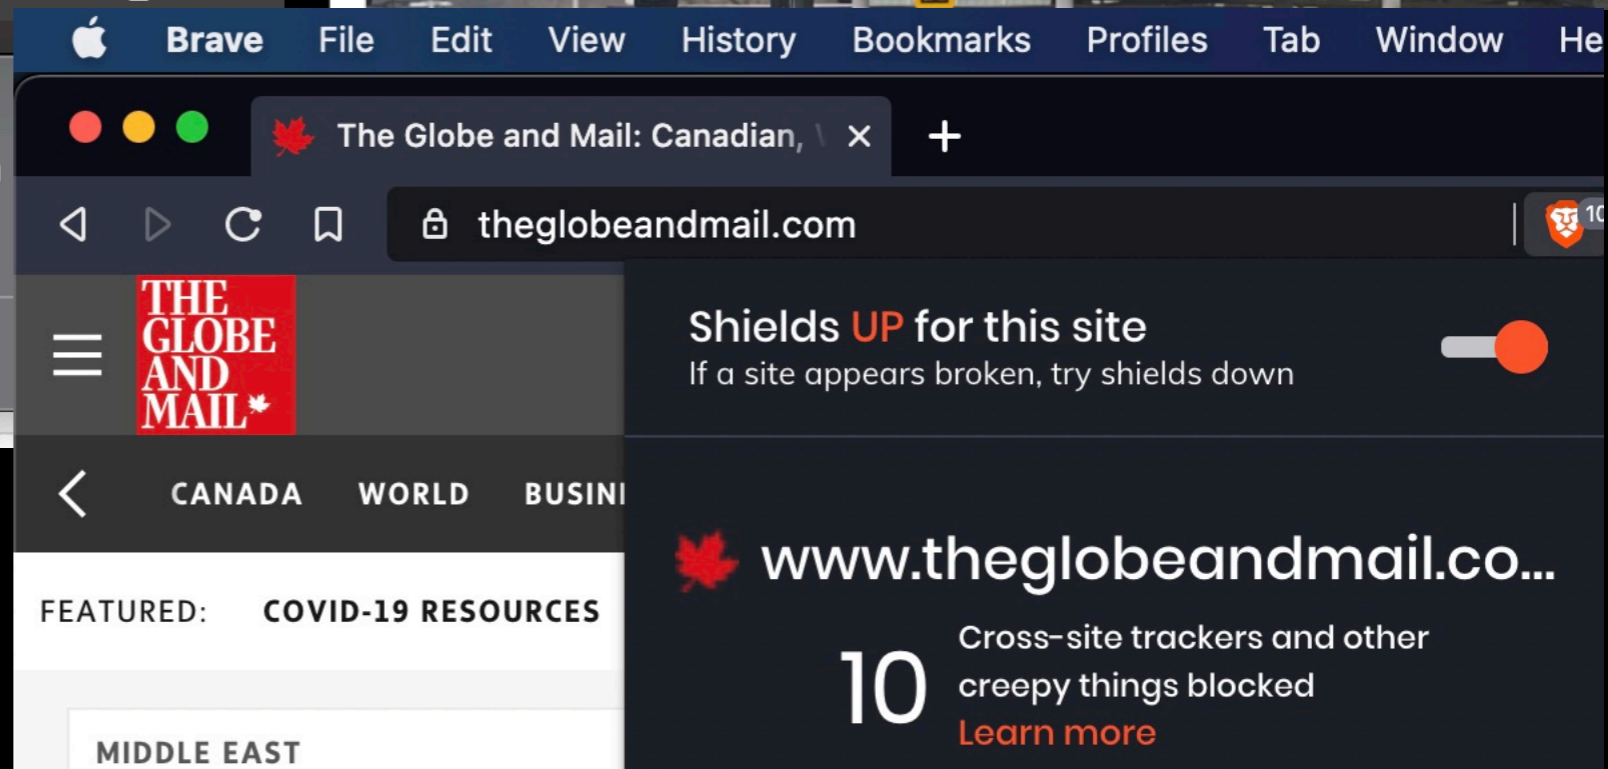 Brave File Edit View History Bookmarks Profiles Tab Window
The Globe and Mail: Canadian,
theglobeandmail.com
10
THE
GLOBE
AND
MAIL
Shields UP for this site
If a site appears broken, try shields down
CANADA WORLD
www.theglobeandmail.co...
FEATURED: COVID-19 RESOURCES
10
Cross-site trackers and other
creepy things blocked
Learn more
MIDDLE EAST